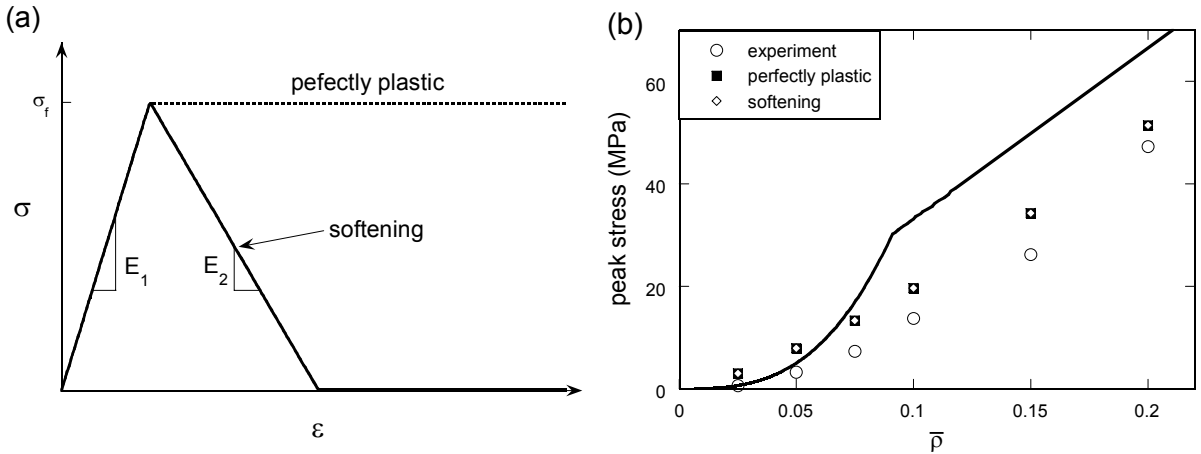 (a)
pefectly plastic
σf
σ
softening
E1
E2
ε
(b)
experiment
perfectly plastic
softening
peak stress (MPa)
60
40
20
0
0
0.05
0.1
0.15
0.2
ρ̅